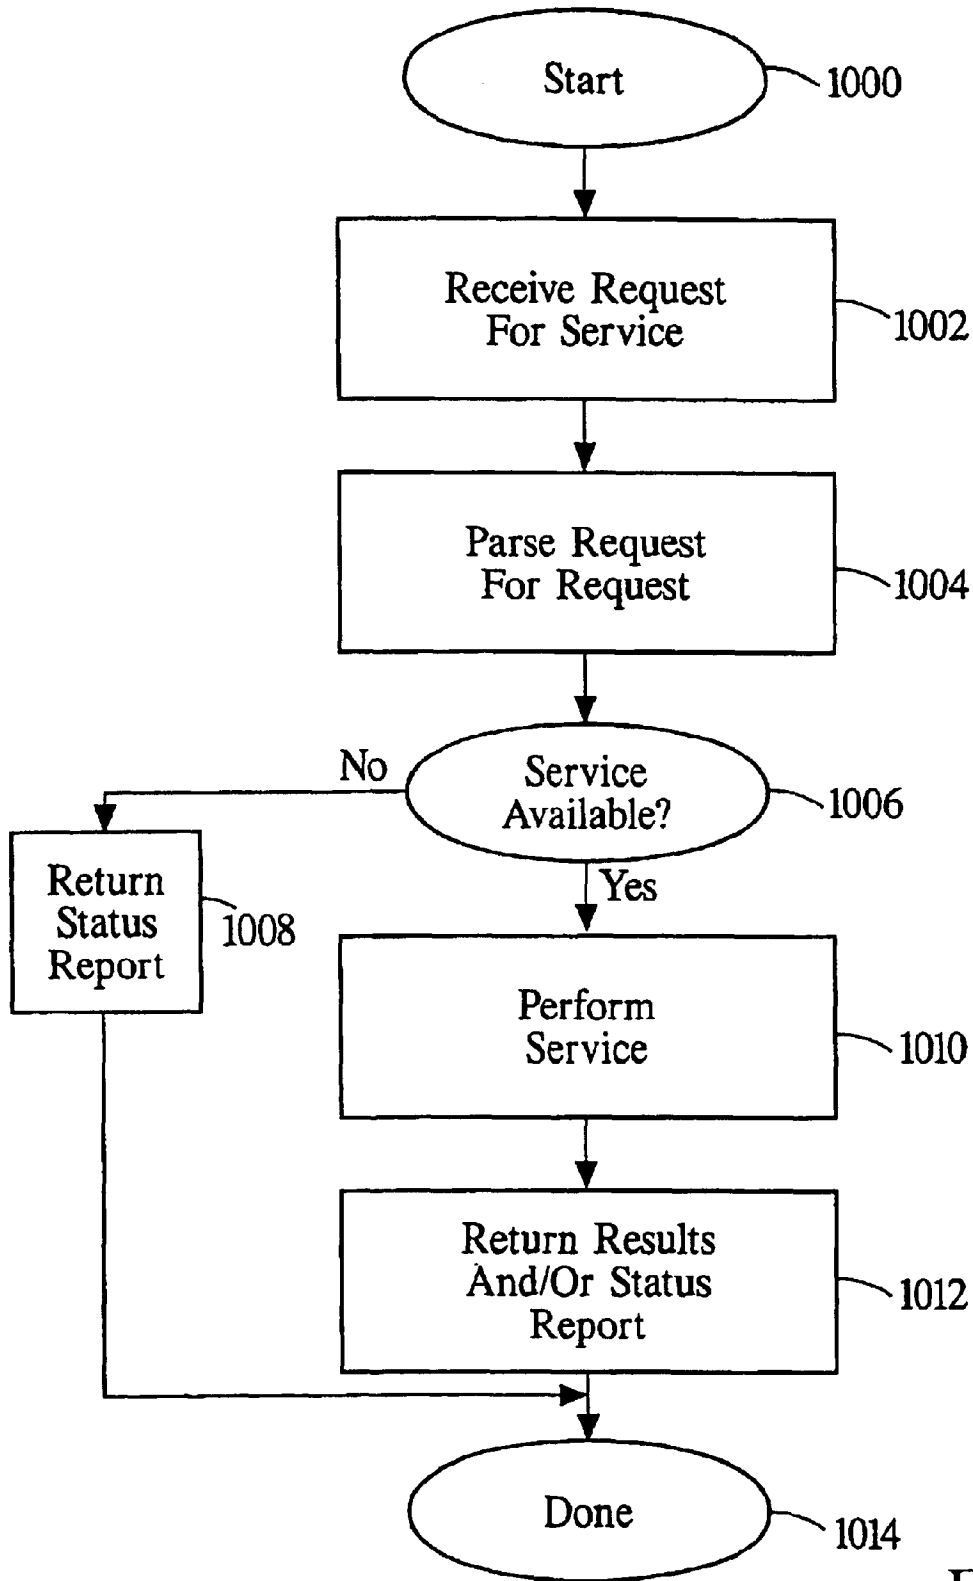 Start
1000
Receive Request
For Service
1002
Parse Request
For Request
1004
No
Service
Available?
1006
Yes
Return
Status
Report
1008
Perform
Service
1010
Return Results
And/Or Status
Report
1012
Done
1014